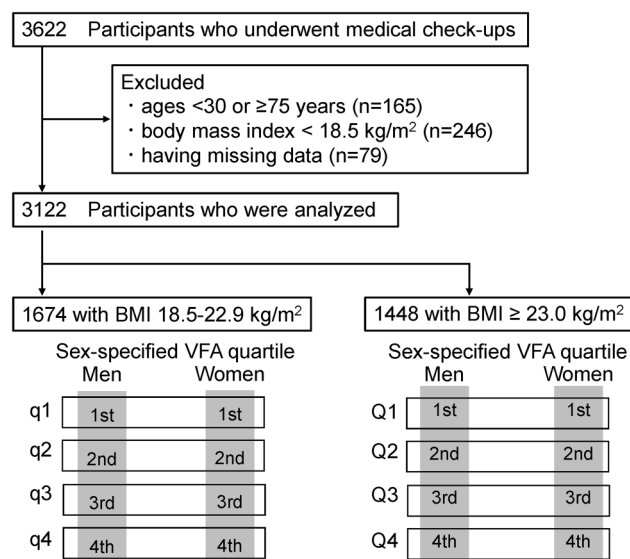 3622 Participants who underwent medical check-ups
Excluded
・ages <30 or ≥75 years (n=165)
・body mass index < 18.5 kg/m² (n=246)
・having missing data (n=79)
3122 Participants who were analyzed
1674 with BMI 18.5-22.9 kg/m²
1448 with BMI ≥ 23.0 kg/m²
Sex-specified VFA quartile
Men Women
q1 1st 1st
q2 2nd 2nd
q3 3rd 3rd
q4 4th 4th
Sex-specified VFA quartile
Men Women
Q1 1st 1st
Q2 2nd 2nd
Q3 3rd 3rd
Q4 4th 4th